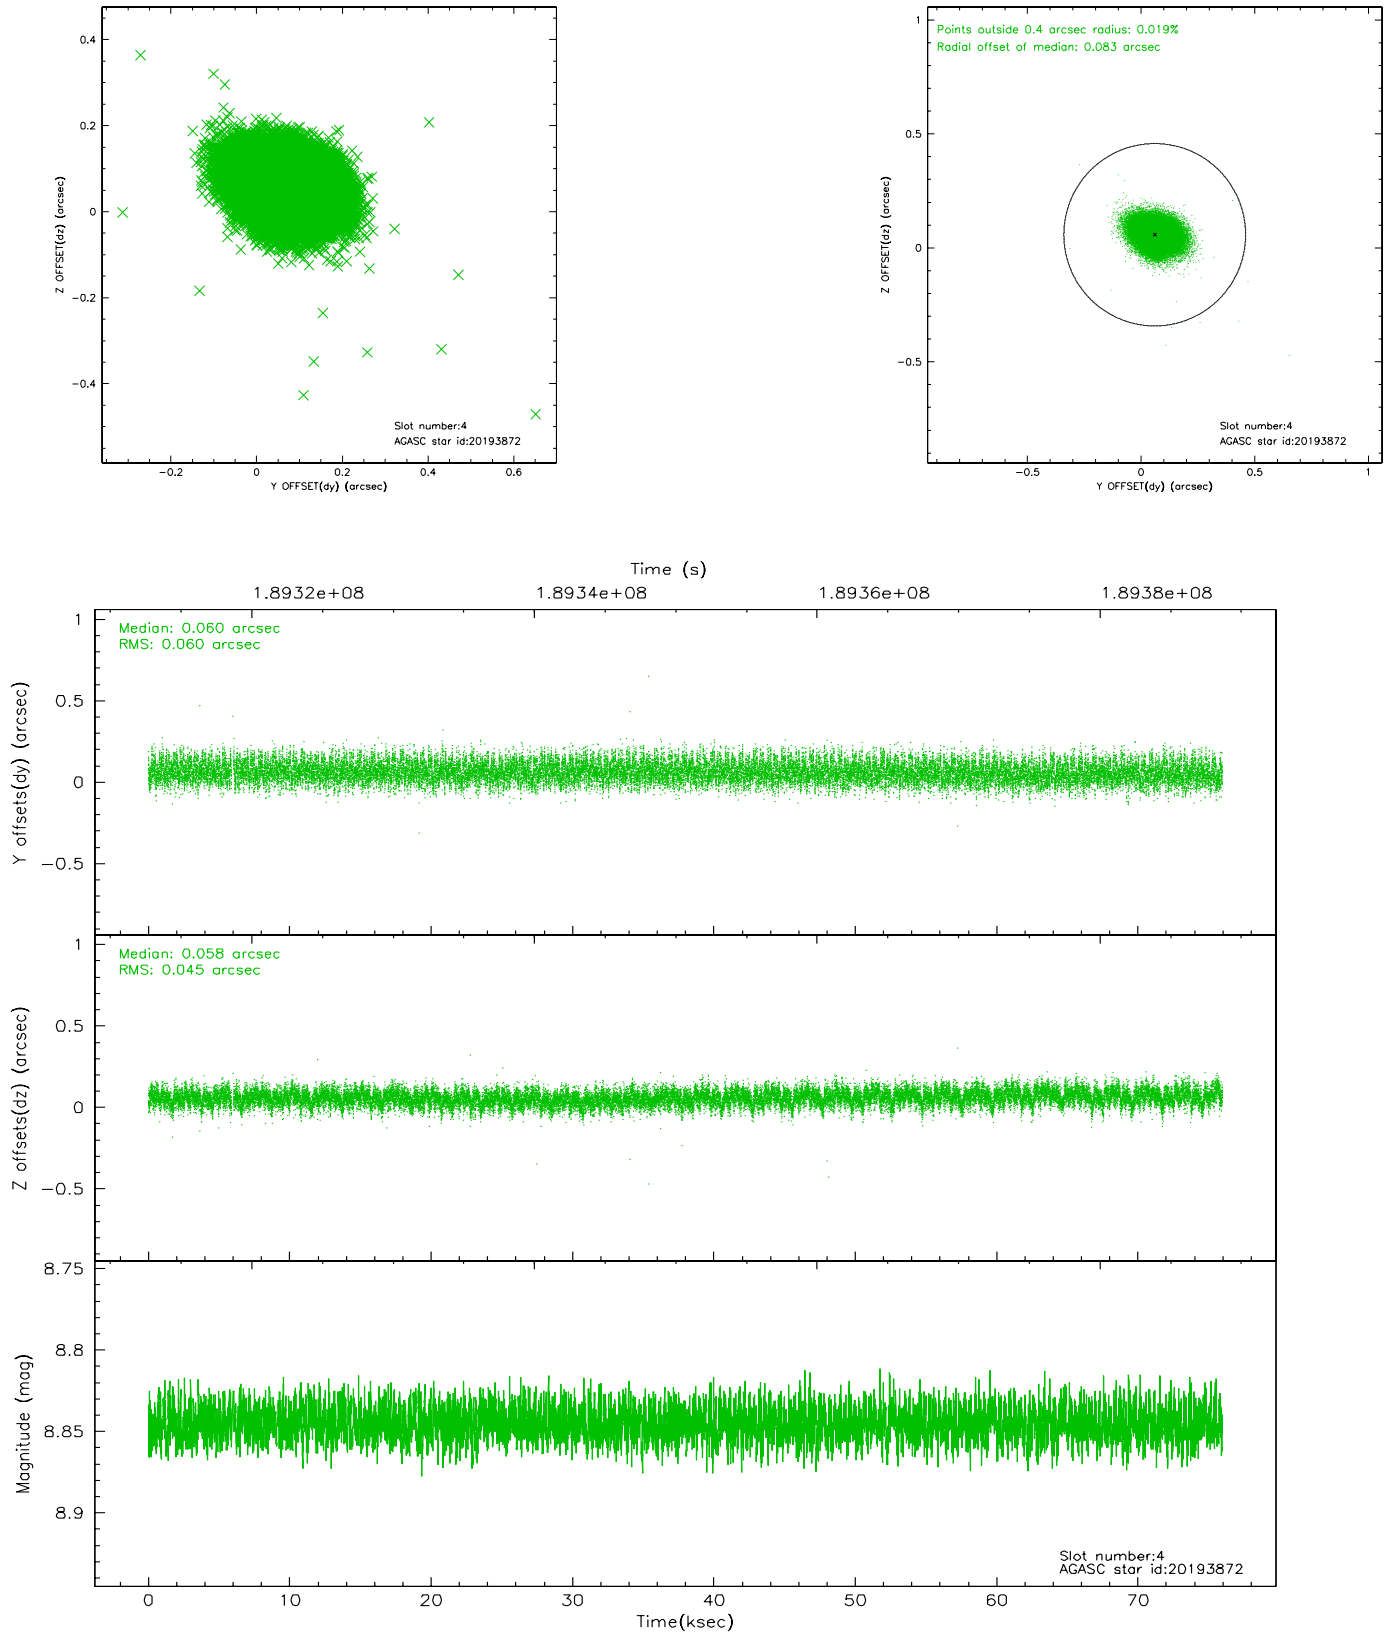 0.4
0.2
0
−0.2
−0.4
Z OFFSET(dz) (arcsec)
Slot number:4
AGASC star id:20193872
−0.2 0 0.2 0.4 0.6
Y OFFSET(dy) (arcsec)
Points outside 0.4 arcsec radius: 0.019%
Radial offset of median: 0.083 arcsec
1
0.5
0
−0.5
Z OFFSET(dz) (arcsec)
Slot number:4
AGASC star id:20193872
−0.5 0 0.5 1
Y OFFSET(dy) (arcsec)
Time (s)
1.8932e+08 1.8934e+08 1.8936e+08 1.8938e+08
Median: 0.060 arcsec
RMS: 0.060 arcsec
1
0.5
0
−0.5
Y offsets(dy) (arcsec)
Median: 0.058 arcsec
RMS: 0.045 arcsec
1
0.5
0
−0.5
Z offsets(dz) (arcsec)
8.75
8.8
8.85
8.9
Magnitude (mag)
Slot number:4
AGASC star id:20193872
0 10 20 30 40 50 60 70
Time(ksec)